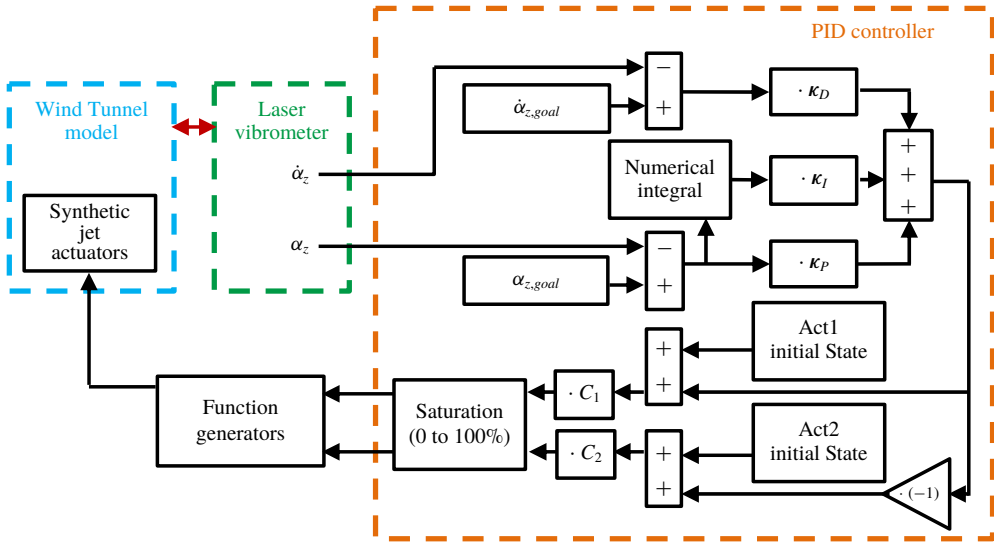 PID controller
Wind Tunnel
model
Laser
vibrometer
−
+
α̇z,goal
· κD
α̇z
Numerical
integral
· κI
+
+
+
Synthetic
jet
actuators
αz
−
+
αz,goal
· κP
Act1
initial State
+
+
· C1
Function
generators
Saturation
(0 to 100%)
Act2
initial State
+
+
· C2
· (−1)